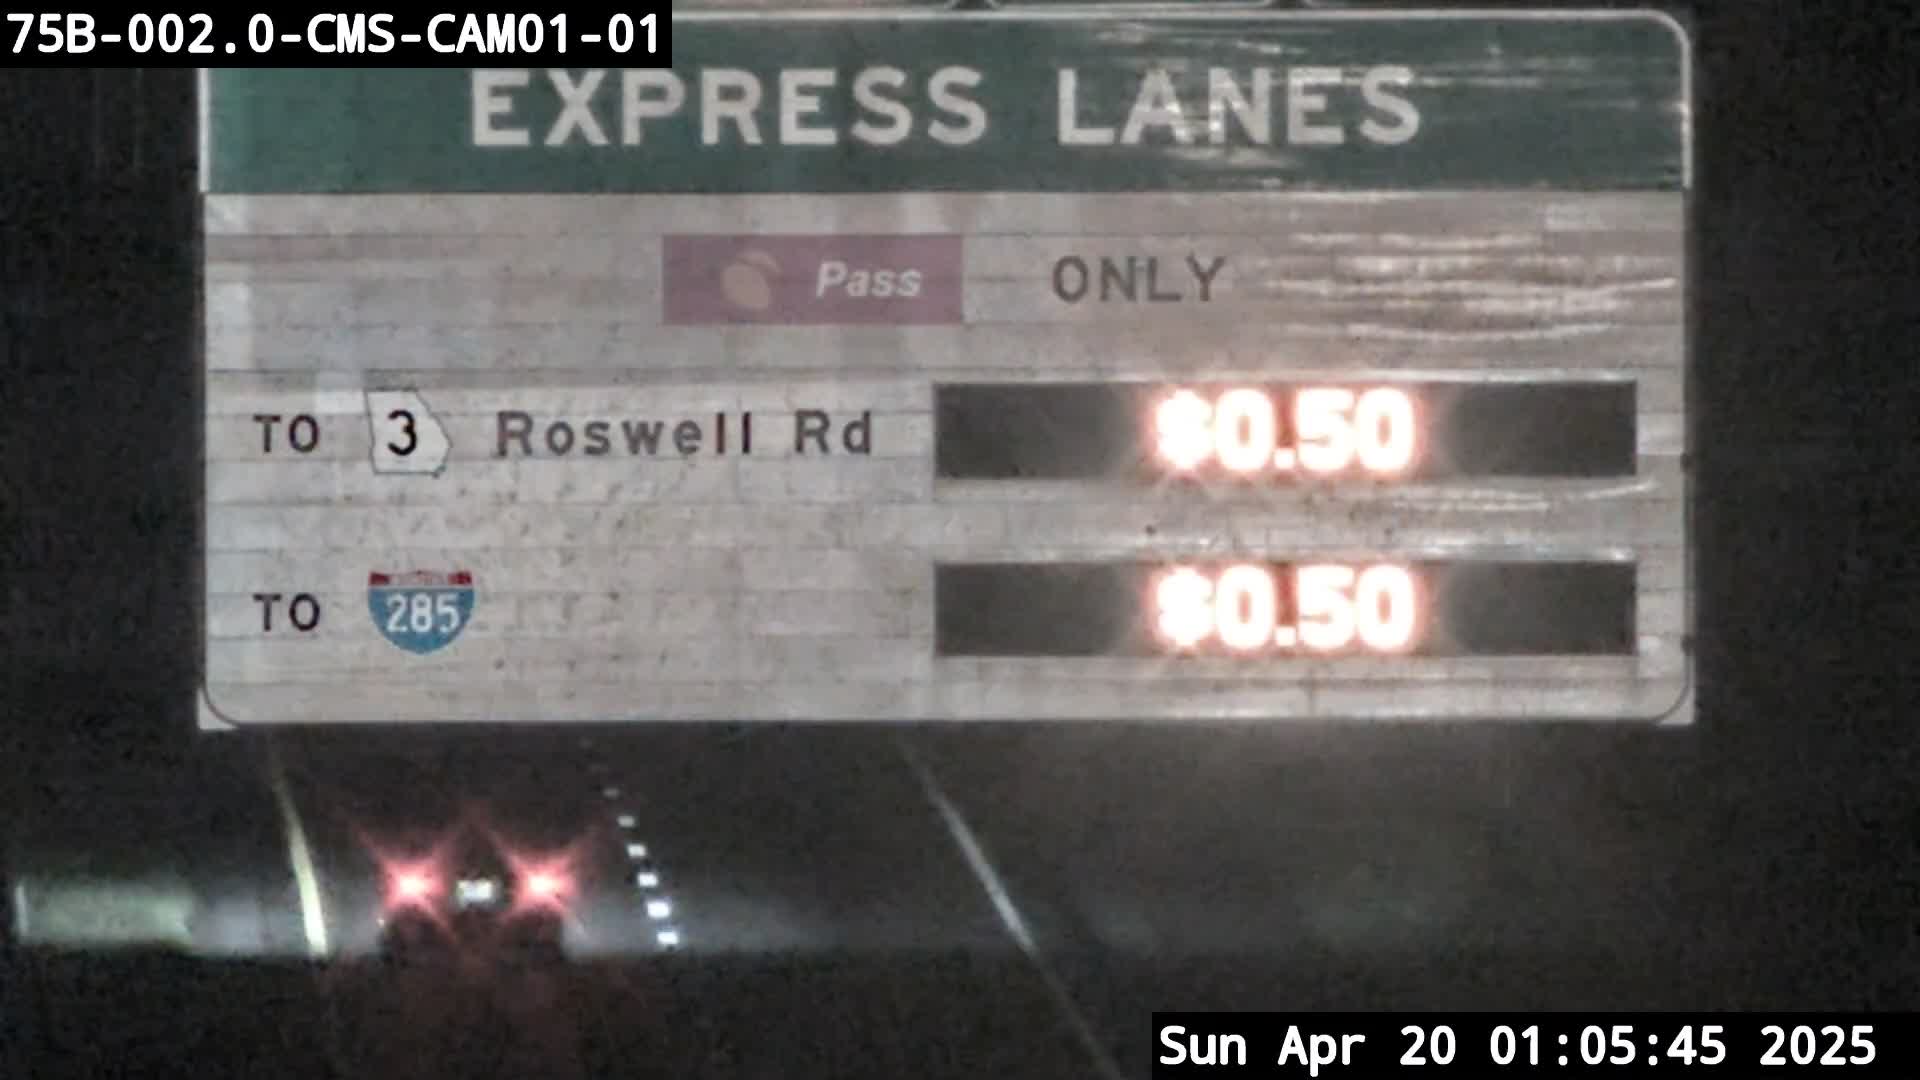 75B-002.0-CMS-CAM01-01
EXPRESS LANES
Pass ONLY
TO 3 Roswell Rd $0.50
TO 285 $0.50
Sun Apr 20 01:05:45 2025